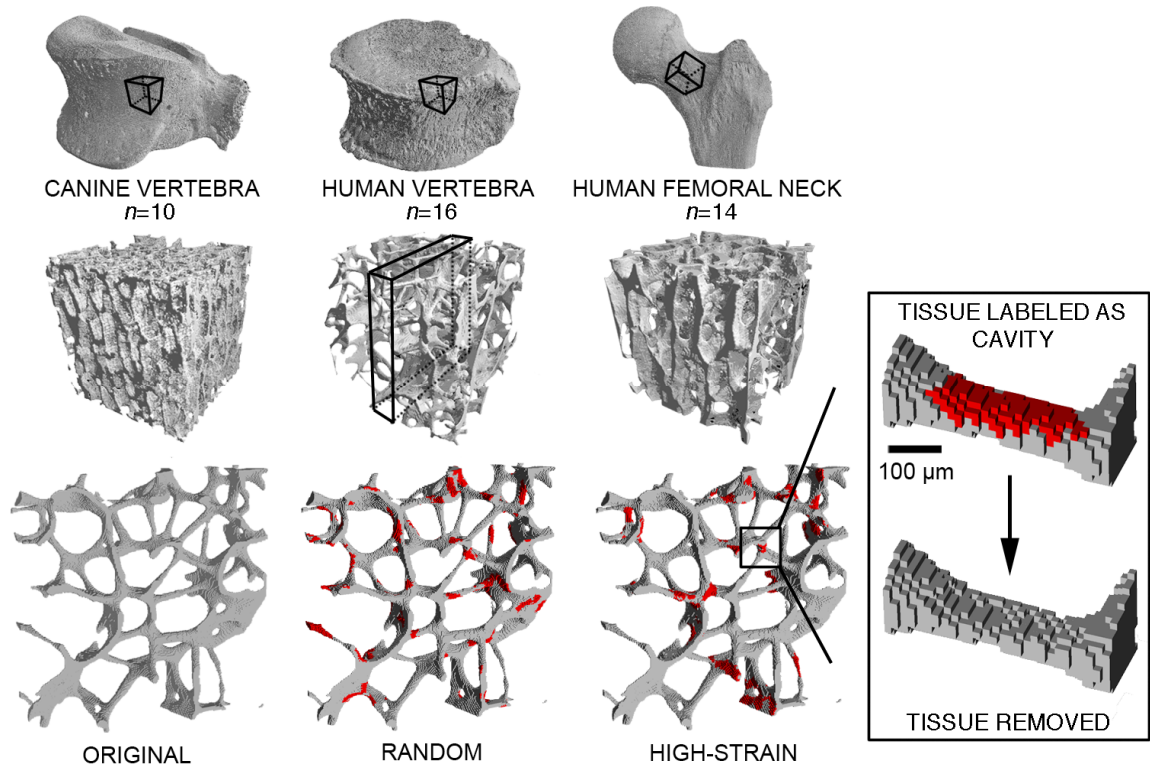 CANINE VERTEBRA
n=10
HUMAN VERTEBRA
n=16
HUMAN FEMORAL NECK
n=14
TISSUE LABELED AS
CAVITY
100 µm
TISSUE REMOVED
ORIGINAL
RANDOM
HIGH-STRAIN